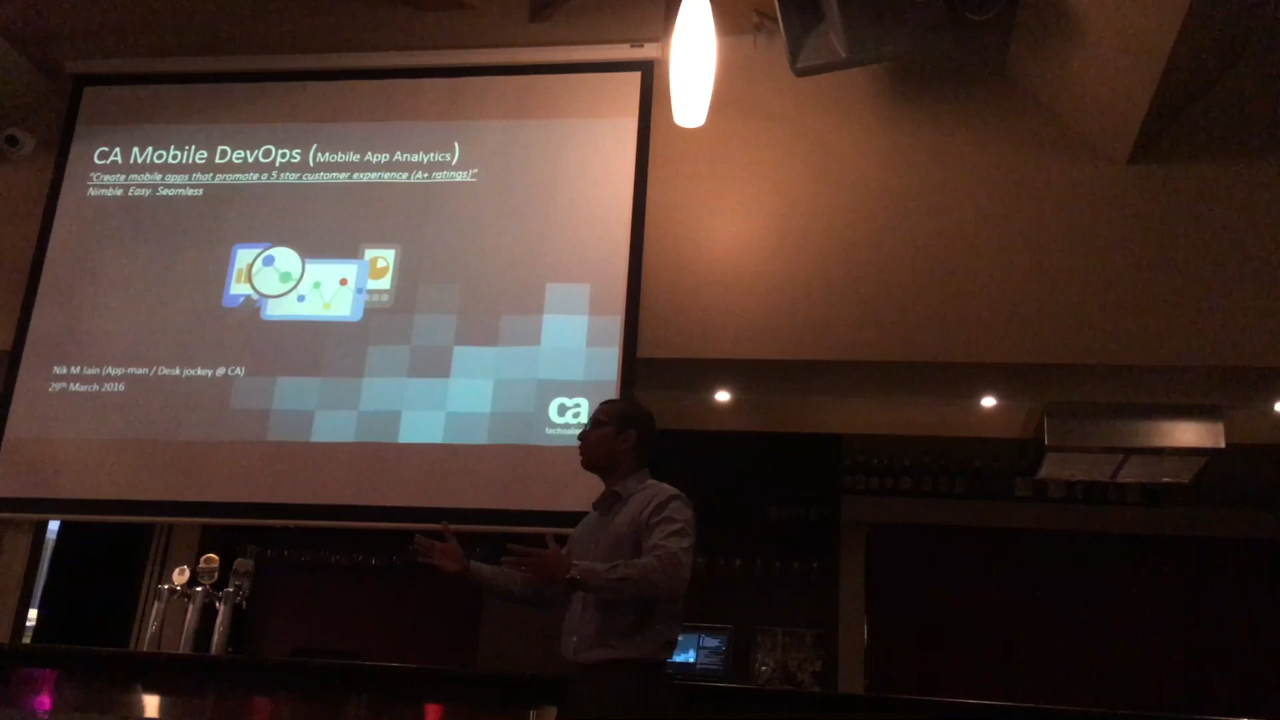 CA Mobile DevOps (Mobile App Analytics)
"Create mobile apps that promote a 5 star customer experience (A+ ratings)"
Nimble. Easy. Seamless
Nik M Jain (App-man / Desk jockey @ CA)
29th March 2016
ca